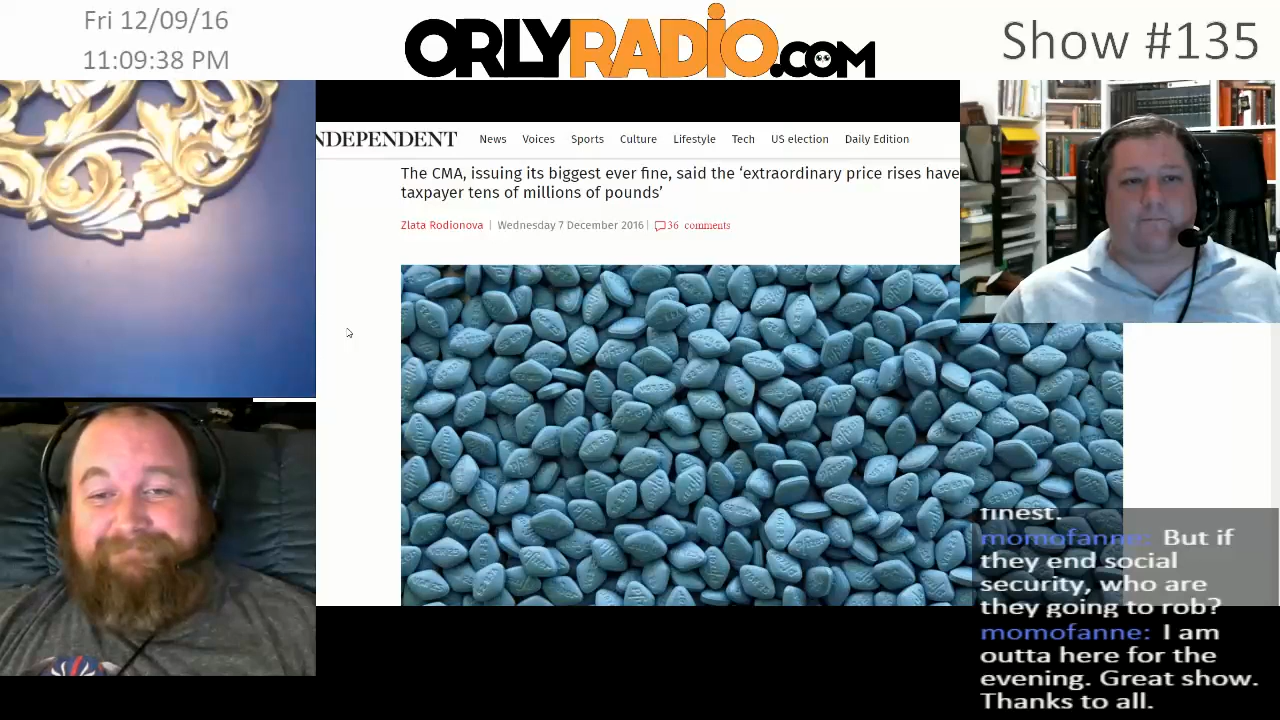 Fri 12/09/16
11:09:38 PM
ORLYRADIO.COM
Show #135
NDEPENDENT
News Voices Sports Culture Lifestyle Tech US election Daily Edition
The CMA, issuing its biggest ever fine, said the ‘extraordinary price rises have
taxpayer tens of millions of pounds’
Zlata Rodionova | Wednesday 7 December 2016 | 36 comments
finest.
momofanne: But if
they end social
security, who are
they going to rob?
momofanne: I am
outta here for the
evening. Great show.
Thanks to all.